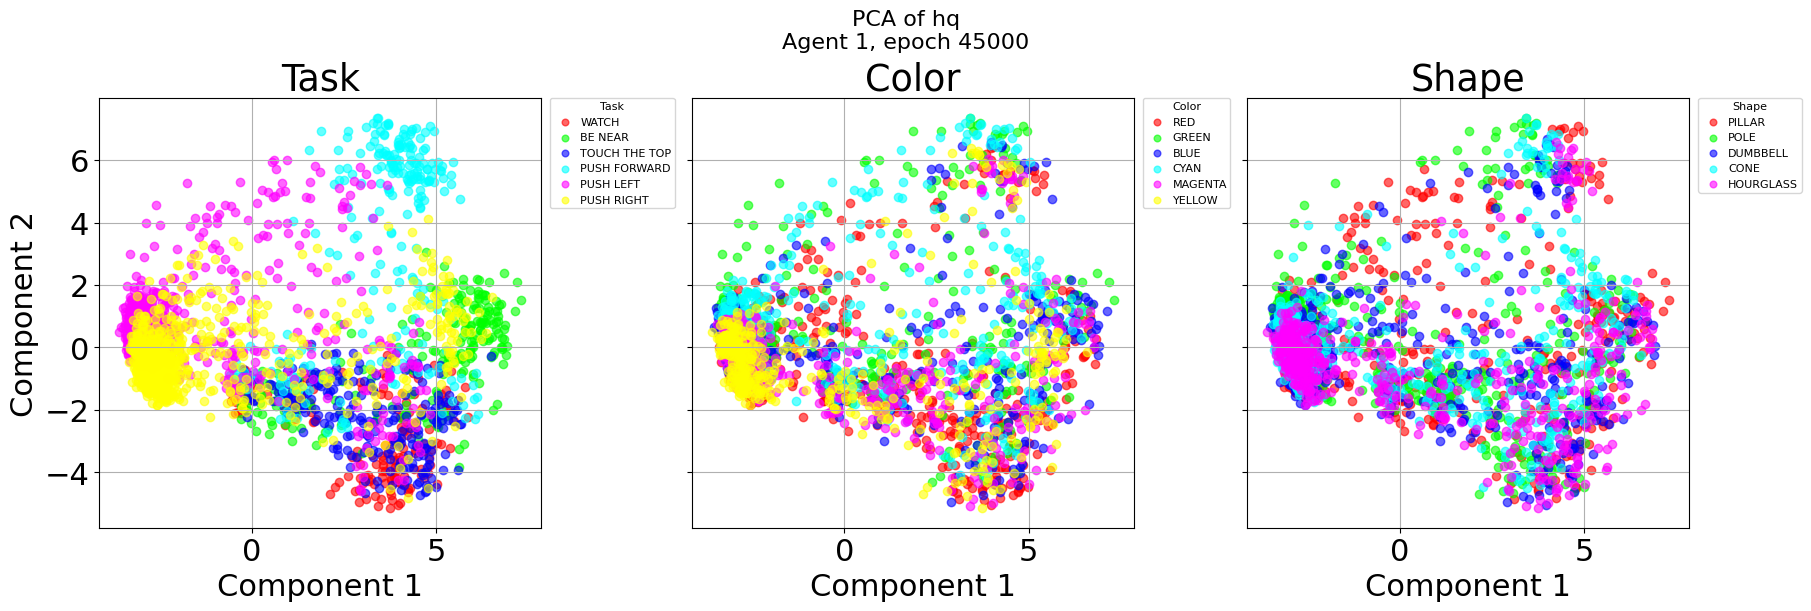 PCA of hq
Agent 1, epoch 45000
Task
Color
Shape
Component 2
6
4
2
0
−2
−4
0
5
Component 1
Task
WATCH
BE NEAR
TOUCH THE TOP
PUSH FORWARD
PUSH LEFT
PUSH RIGHT
0
5
Component 1
Color
RED
GREEN
BLUE
CYAN
MAGENTA
YELLOW
0
5
Component 1
Shape
PILLAR
POLE
DUMBBELL
CONE
HOURGLASS